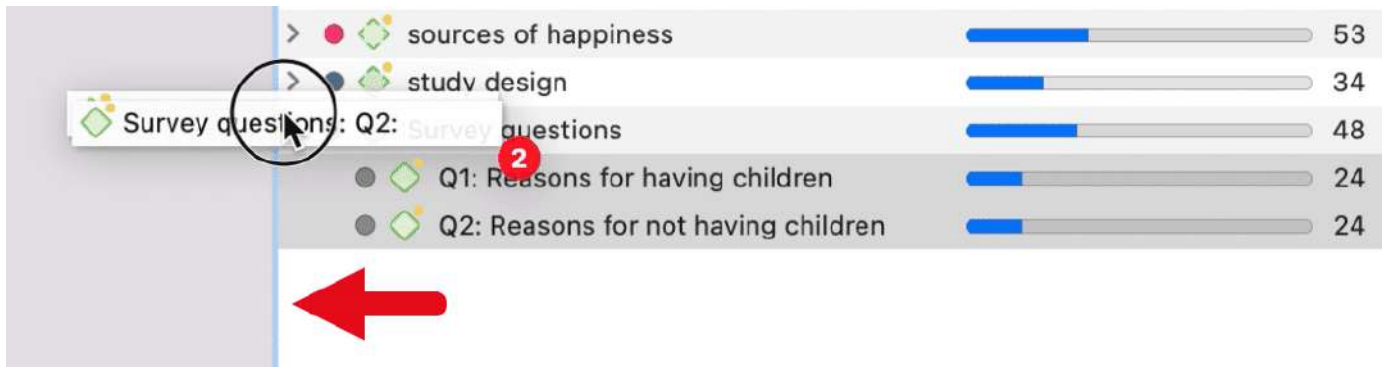 sources of happiness 53
study design 34
Survey questions: Q2:
Survey questions 48
2
Q1: Reasons for having children 24
Q2: Reasons for not having children 24